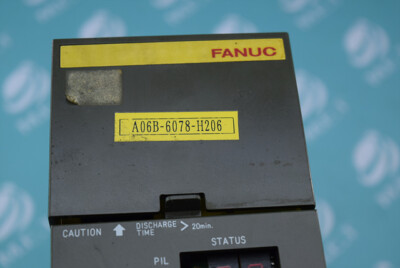 FANUC
A06B-6078-H206
CAUTION ↑ DISCHARGE TIME > 20min.
STATUS
PIL